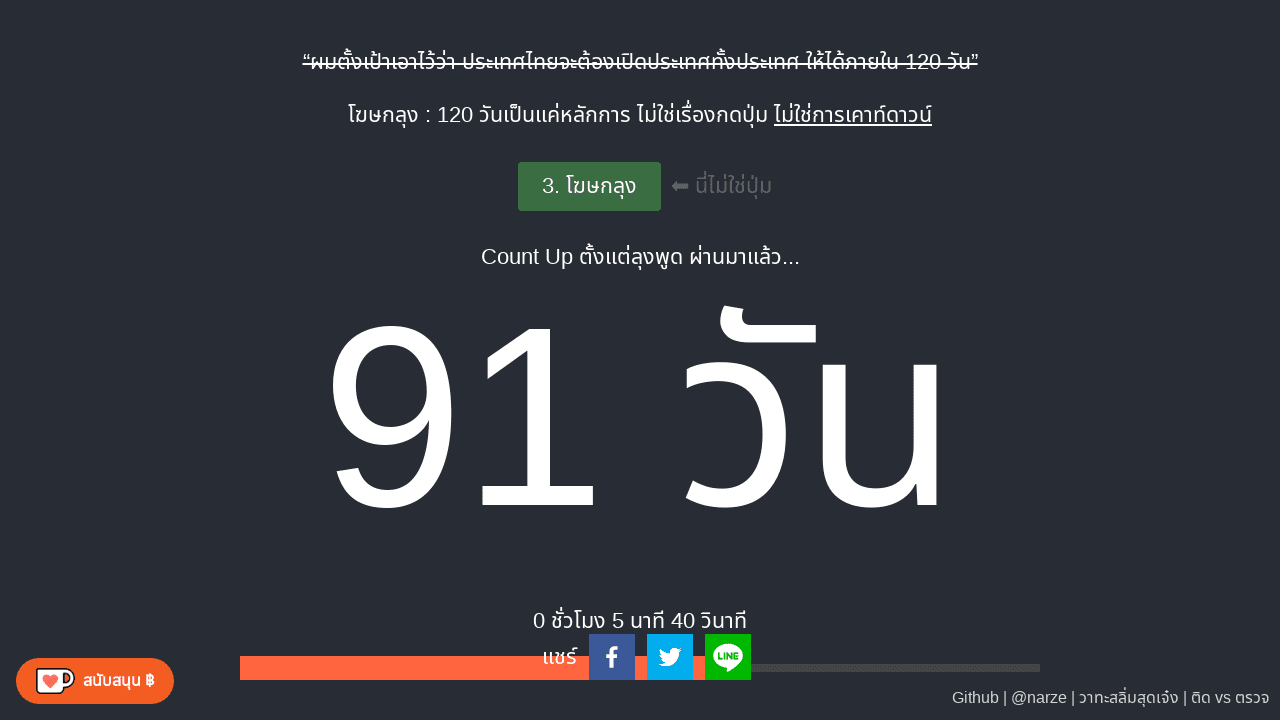 “ผมตั้งเป้าเอาไว้ว่า ประเทศไทยจะต้องเปิดประเทศทั้งประเทศ ให้ได้ภายใน 120 วัน”
โฆษกลุง : 120 วันเป็นแค่หลักการ ไม่ใช่เรื่องกดปุ่ม ไม่ใช่การเคาท์ดาวน์
3. โฆษกลุง ⬅ นี่ไม่ใช่ปุ่ม
Count Up ตั้งแต่ลุงพูด ผ่านมาแล้ว...
91 วัน
0 ชั่วโมง 5 นาที 40 วินาที
แชร์ LINE
สนับสนุน ฿
Github | @narze | วาทะสลิ่มสุดเจ๋ง | ติด vs ตรวจ